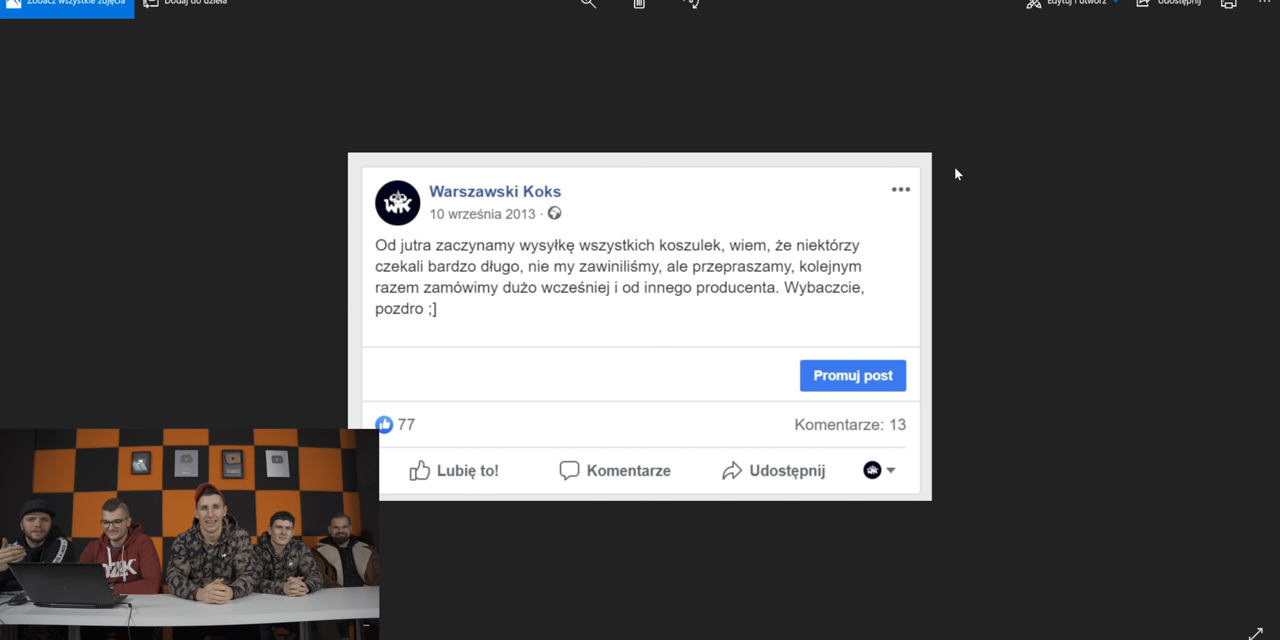 Zobacz wszystkie zdjęcia
Dodaj do dzieła
Edytuj i utwórz
Udostępnij
Warszawski Koks
10 września 2013 ·
Od jutra zaczynamy wysyłkę wszystkich koszulek, wiem, że niektórzy
czekali bardzo długo, nie my zawiniliśmy, ale przepraszamy, kolejnym
razem zamówimy dużo wcześniej i od innego producenta. Wybaczcie,
pozdro ;]
Promuj post
77
Komentarze: 13
Lubię to!
Komentarze
Udostępnij
WK